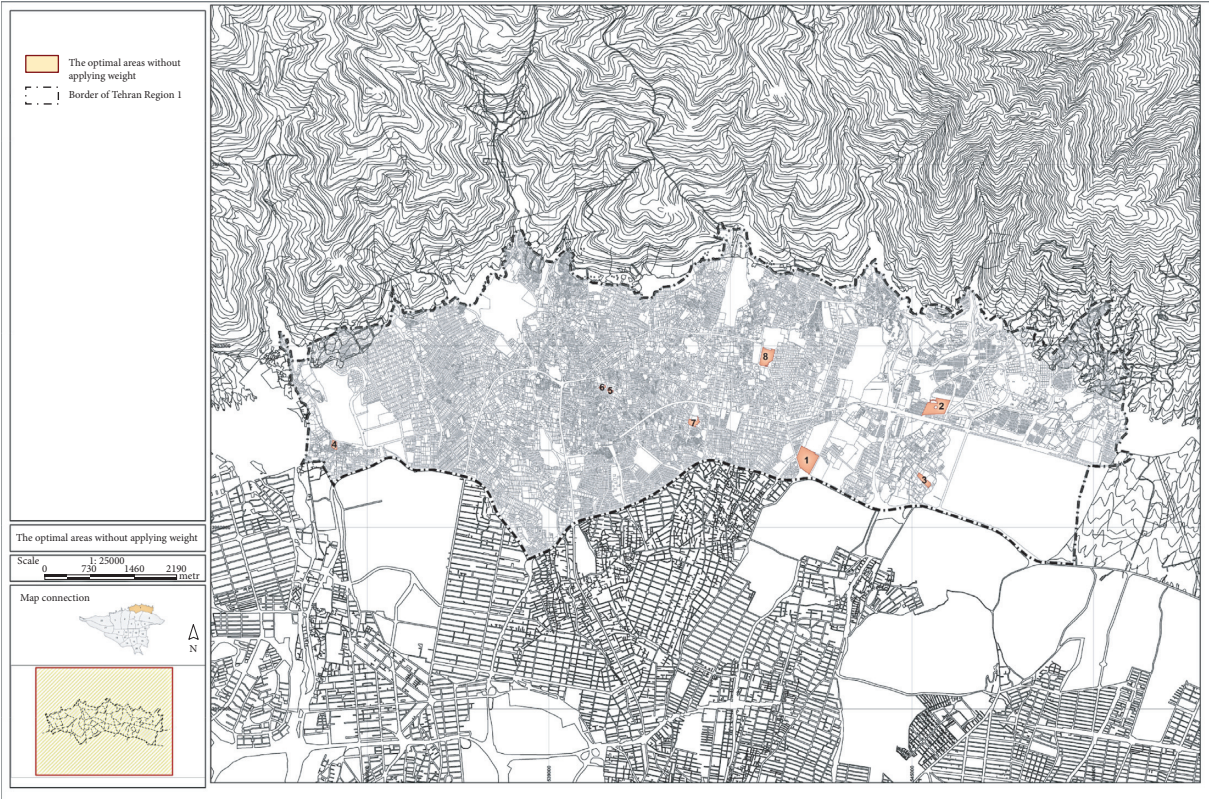 The optimal areas without
applying weight
Border of Tehran Region 1
The optimal areas without applying weight
Scale
1: 25000
0 730 1460 2190
metr
Map connection
N
8
6 5
2
7
4
1
3